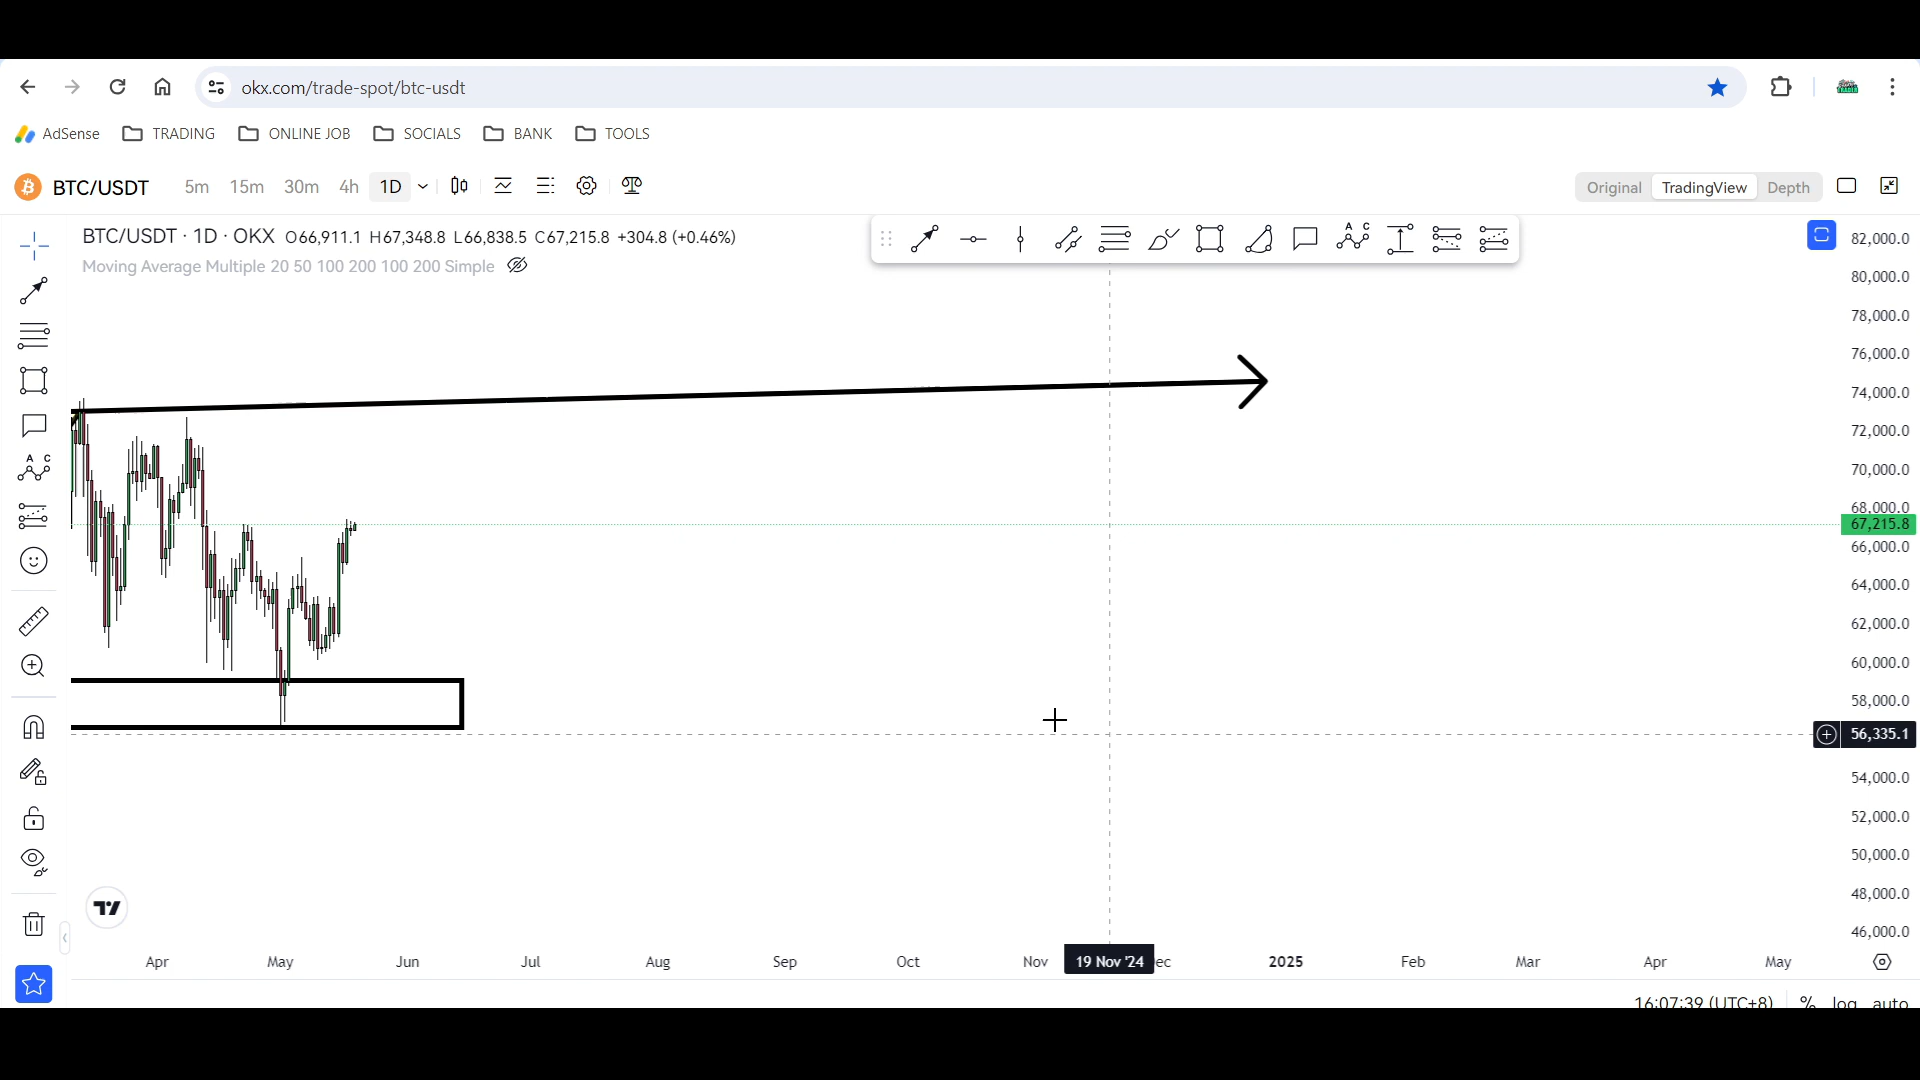 okx.com/trade-spot/btc-usdt
AdSense TRADING ONLINE JOB SOCIALS BANK TOOLS
BTC/USDT 5m 15m 30m 4h 1D Original TradingView Depth
BTC/USDT · 1D · OKX O66,911.1 H67,348.8 L66,838.5 C67,215.8 +304.8 (+0.46%)
Moving Average Multiple 20 50 100 200 100 200 Simple
A C
A C
82,000.0
80,000.0
78,000.0
76,000.0
74,000.0
72,000.0
70,000.0
68,000.0
67,215.8
66,000.0
64,000.0
62,000.0
60,000.0
58,000.0
56,335.1
54,000.0
52,000.0
50,000.0
48,000.0
46,000.0
Apr May Jun Jul Aug Sep Oct Nov 19 Nov '24 ec 2025 Feb Mar Apr May
16:07:39 (UTC+8) % log auto